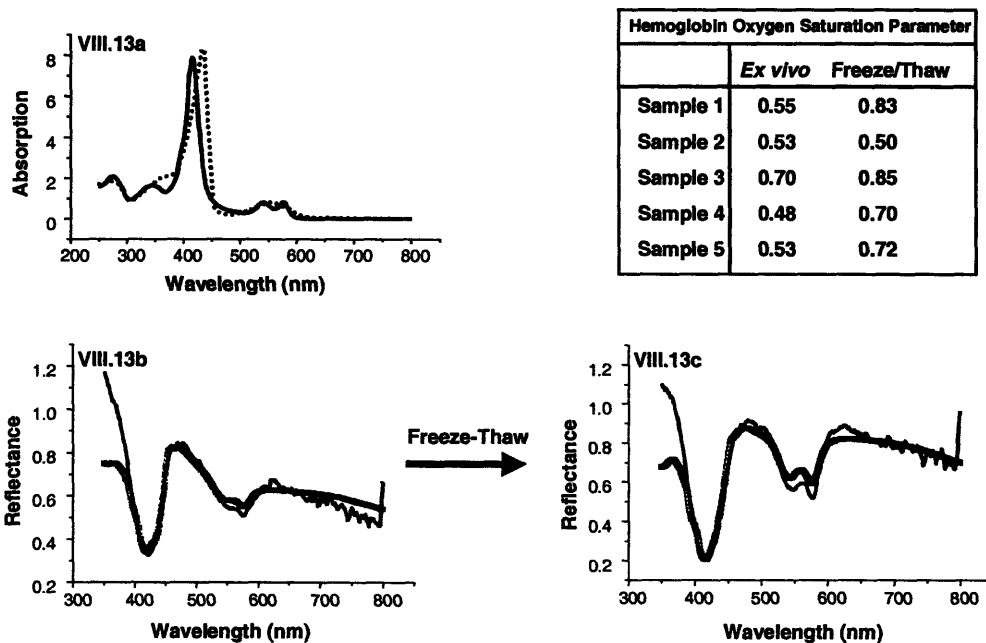 VIII.13a
8
6
4
2
0
Absorption
200 300 400 500 600 700 800
Wavelength (nm)
Hemoglobin Oxygen Saturation Parameter
Ex vivo Freeze/Thaw
Sample 1 0.55 0.83
Sample 2 0.53 0.50
Sample 3 0.70 0.85
Sample 4 0.48 0.70
Sample 5 0.53 0.72
VIII.13b
1.2
1.0
0.8
0.6
0.4
0.2
Reflectance
300 400 500 600 700 800
Wavelength (nm)
Freeze-Thaw
VIII.13c
1.2
1.0
0.8
0.6
0.4
0.2
Reflectance
300 400 500 600 700 800
Wavelength (nm)